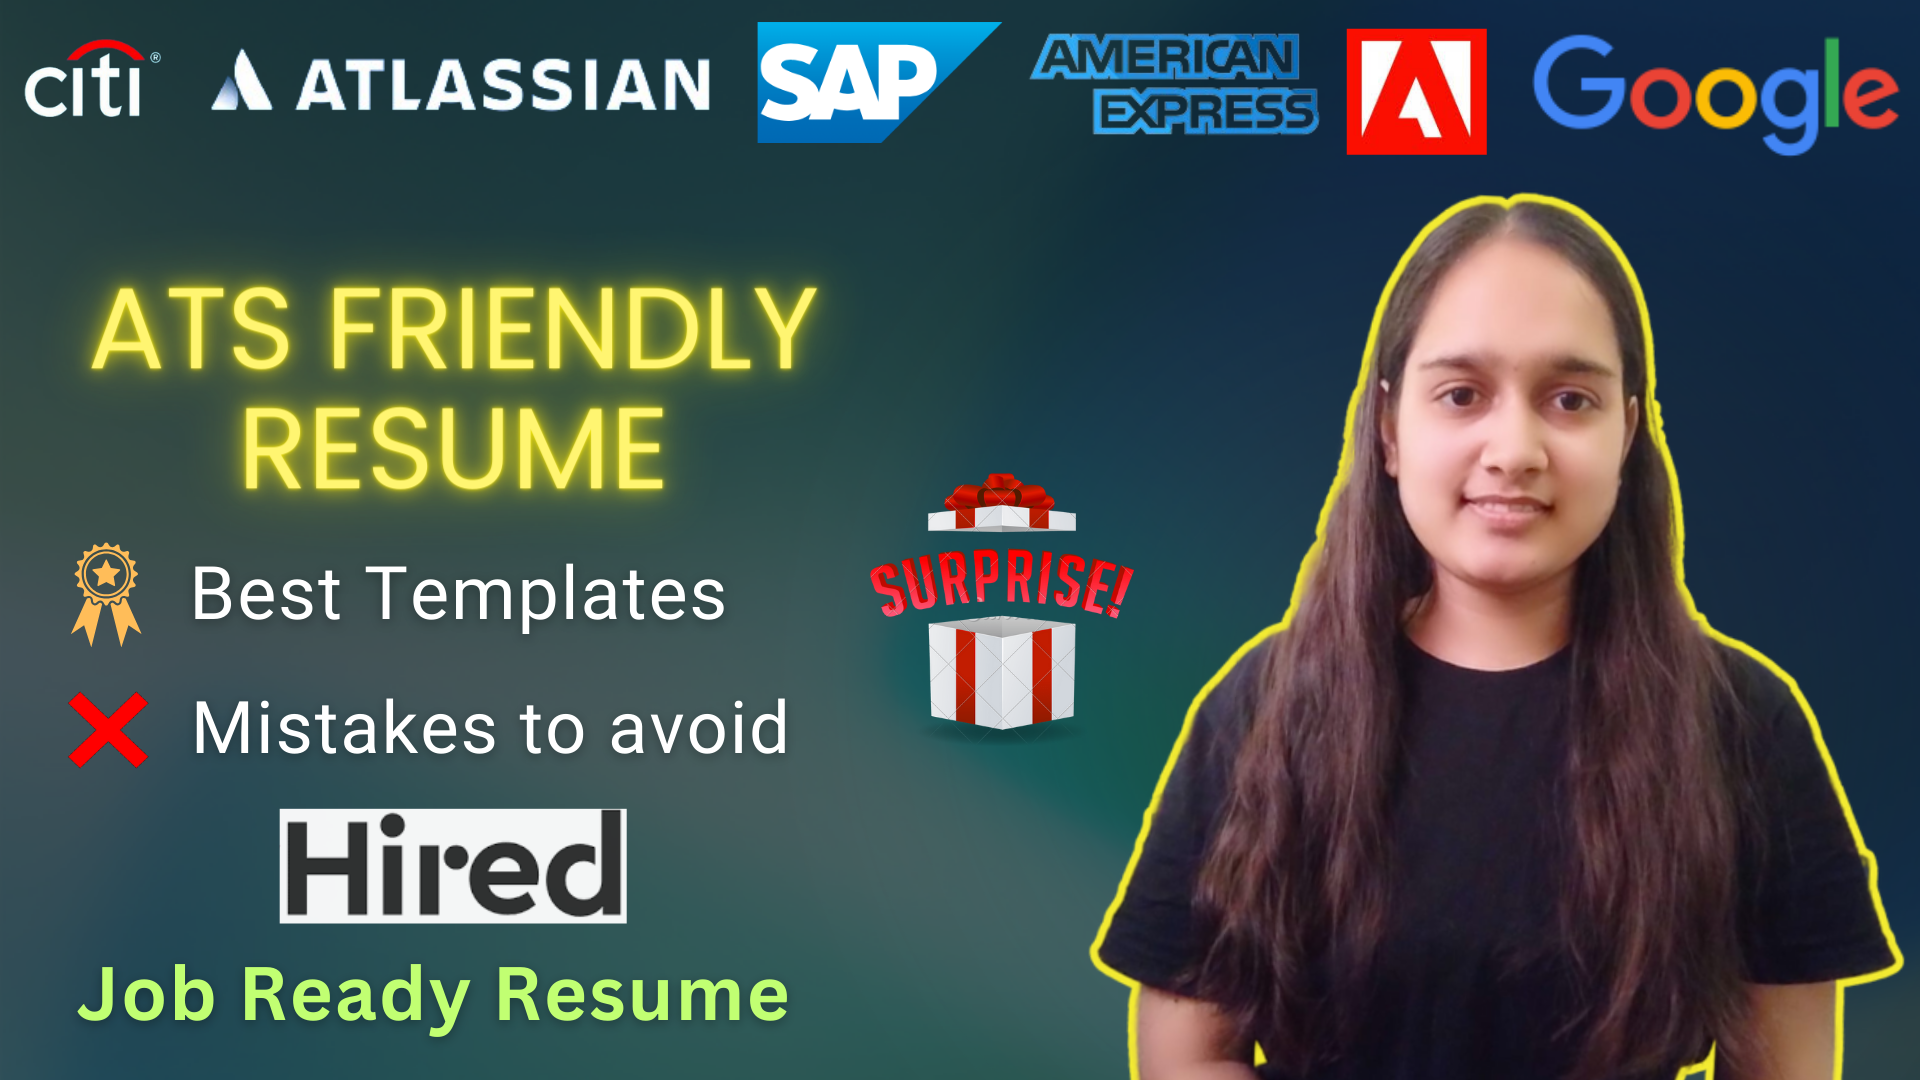 citi®
ATLASSIAN
SAP
AMERICAN
EXPRESS
Google
ATS FRIENDLY
RESUME
Best Templates
SURPRISE!
Mistakes to avoid
Hired
Job Ready Resume